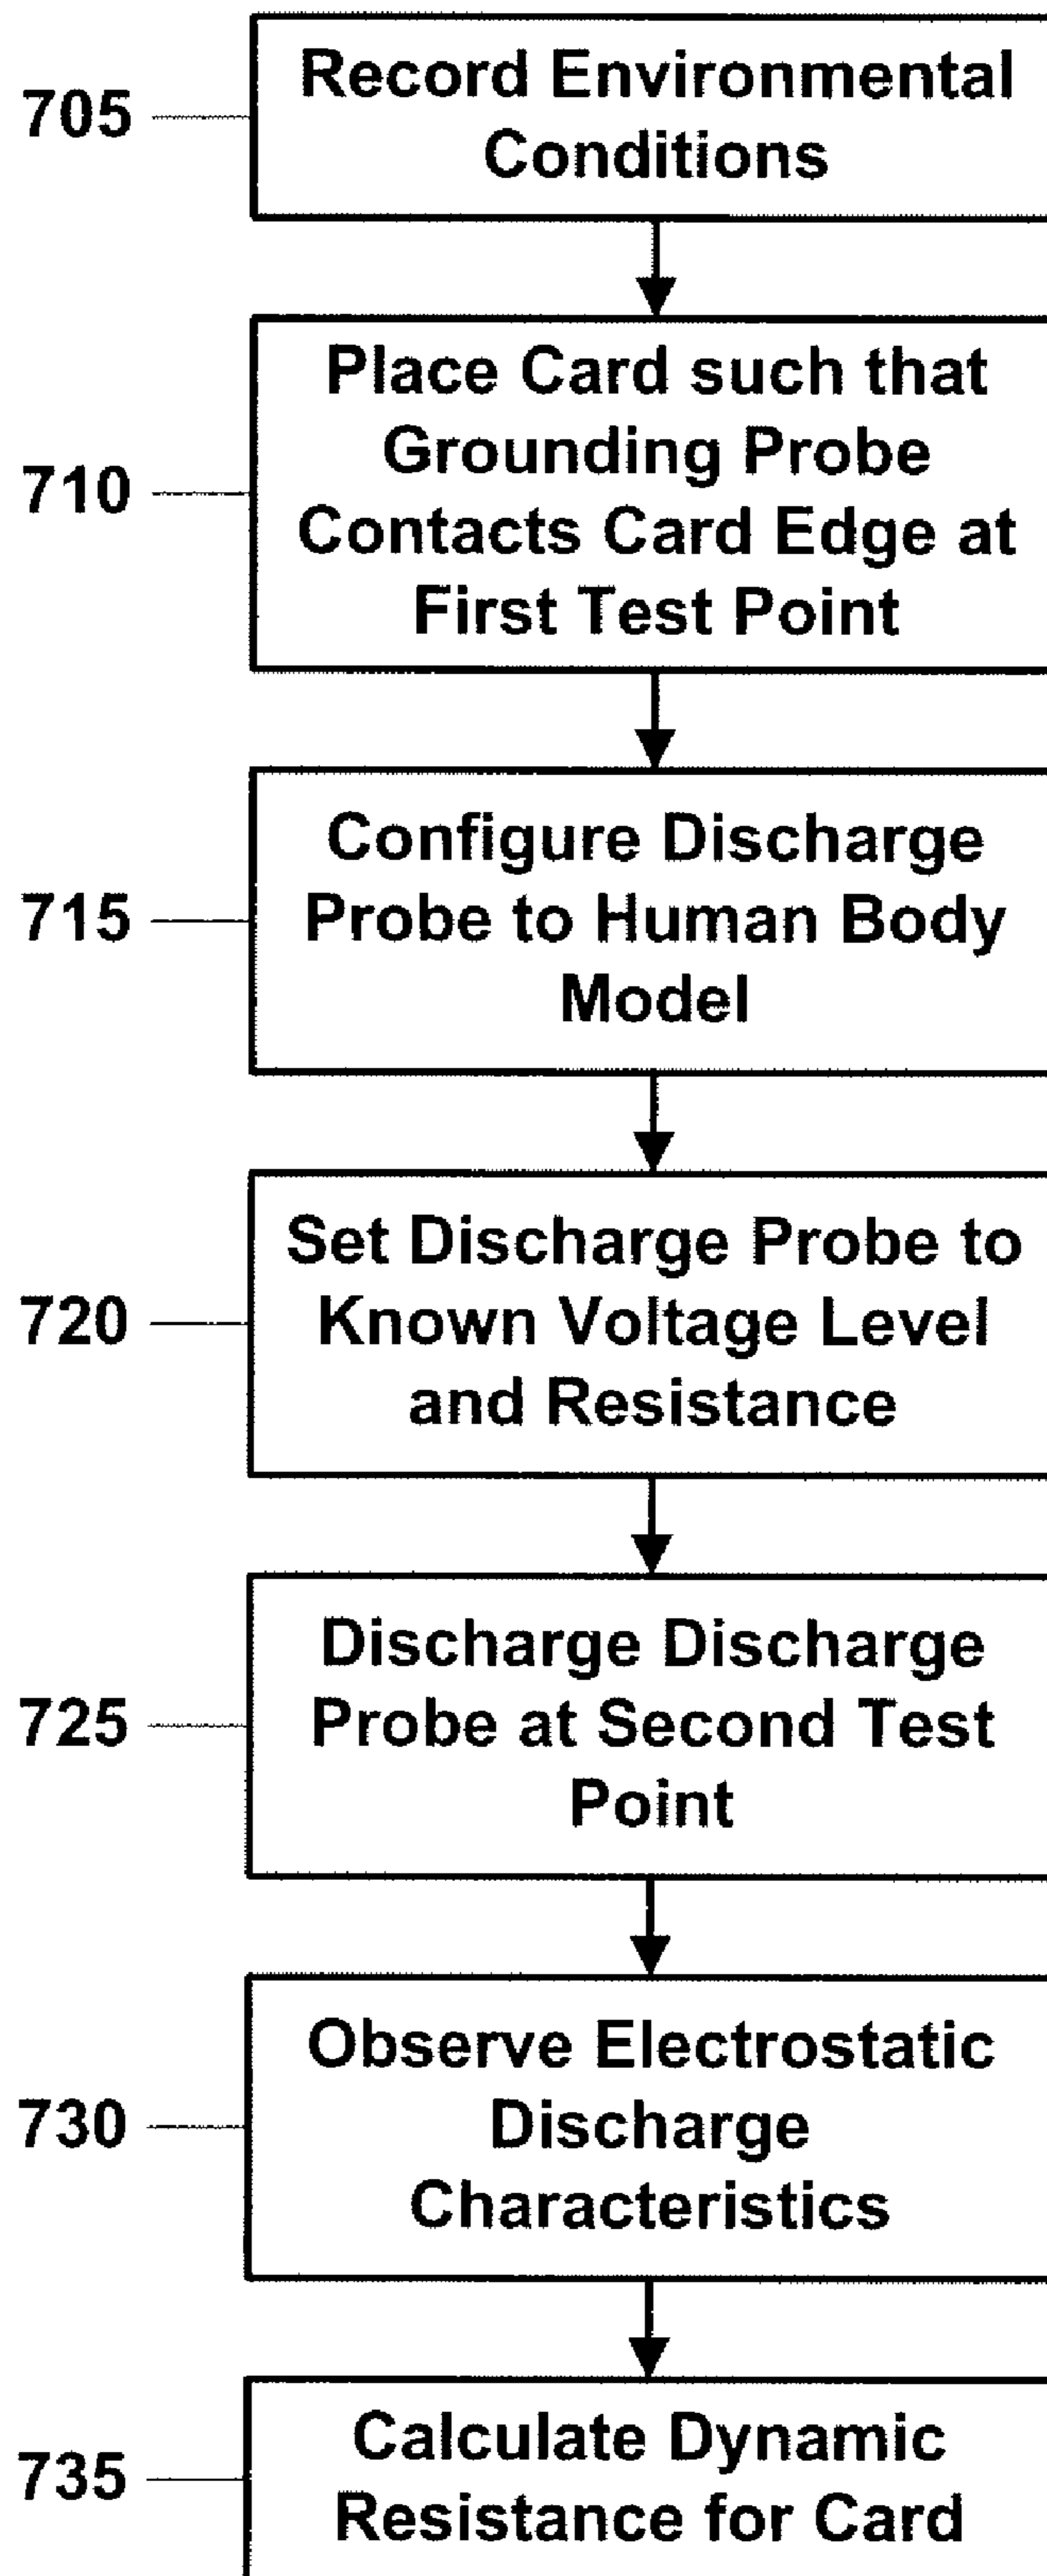 Record Environmental
705
Conditions
Place Card such that
Grounding Probe
710
Contacts Card Edge at
First Test Point
Configure Discharge
715
Probe to Human Body
Model
Set Discharge Probe to
720
Known Voltage Level
and Resistance
Discharge Discharge
725
Probe at Second Test
Point
Observe Electrostatic
730
Discharge
Characteristics
Calculate Dynamic
735
Resistance for Card